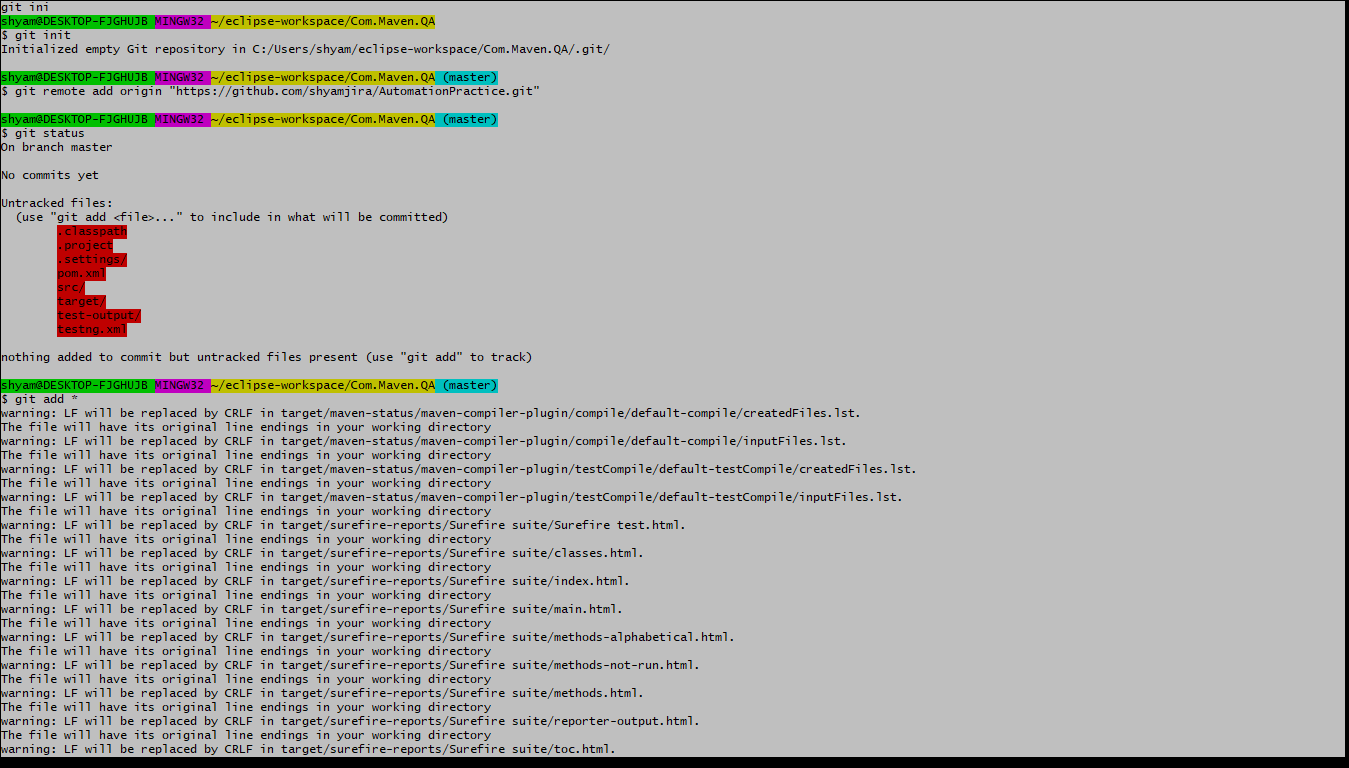 git ini
shyam@DESKTOP-FJGHUJB MINGW32 ~/eclipse-workspace/Com.Maven.QA
$ git init
Initialized empty Git repository in C:/Users/shyam/eclipse-workspace/Com.Maven.QA/.git/
shyam@DESKTOP-FJGHUJB MINGW32 ~/eclipse-workspace/Com.Maven.QA (master)
$ git remote add origin "https://github.com/shyamjira/AutomationPractice.git"
shyam@DESKTOP-FJGHUJB MINGW32 ~/eclipse-workspace/Com.Maven.QA (master)
$ git status
On branch master
No commits yet
Untracked files:
(use "git add <file>..." to include in what will be committed)
.classpath
.project
.settings/
pom.xml
src/
target/
test-output/
testng.xml
nothing added to commit but untracked files present (use "git add" to track)
shyam@DESKTOP-FJGHUJB MINGW32 ~/eclipse-workspace/Com.Maven.QA (master)
$ git add *
warning: LF will be replaced by CRLF in target/maven-status/maven-compiler-plugin/compile/default-compile/createdFiles.lst.
The file will have its original line endings in your working directory
warning: LF will be replaced by CRLF in target/maven-status/maven-compiler-plugin/compile/default-compile/inputFiles.lst.
The file will have its original line endings in your working directory
warning: LF will be replaced by CRLF in target/maven-status/maven-compiler-plugin/testCompile/default-testCompile/createdFiles.lst.
The file will have its original line endings in your working directory
warning: LF will be replaced by CRLF in target/maven-status/maven-compiler-plugin/testCompile/default-testCompile/inputFiles.lst.
The file will have its original line endings in your working directory
warning: LF will be replaced by CRLF in target/surefire-reports/Surefire suite/Surefire test.html.
The file will have its original line endings in your working directory
warning: LF will be replaced by CRLF in target/surefire-reports/Surefire suite/classes.html.
The file will have its original line endings in your working directory
warning: LF will be replaced by CRLF in target/surefire-reports/Surefire suite/index.html.
The file will have its original line endings in your working directory
warning: LF will be replaced by CRLF in target/surefire-reports/Surefire suite/main.html.
The file will have its original line endings in your working directory
warning: LF will be replaced by CRLF in target/surefire-reports/Surefire suite/methods-alphabetical.html.
The file will have its original line endings in your working directory
warning: LF will be replaced by CRLF in target/surefire-reports/Surefire suite/methods-not-run.html.
The file will have its original line endings in your working directory
warning: LF will be replaced by CRLF in target/surefire-reports/Surefire suite/methods.html.
The file will have its original line endings in your working directory
warning: LF will be replaced by CRLF in target/surefire-reports/Surefire suite/reporter-output.html.
The file will have its original line endings in your working directory
warning: LF will be replaced by CRLF in target/surefire-reports/Surefire suite/toc.html.